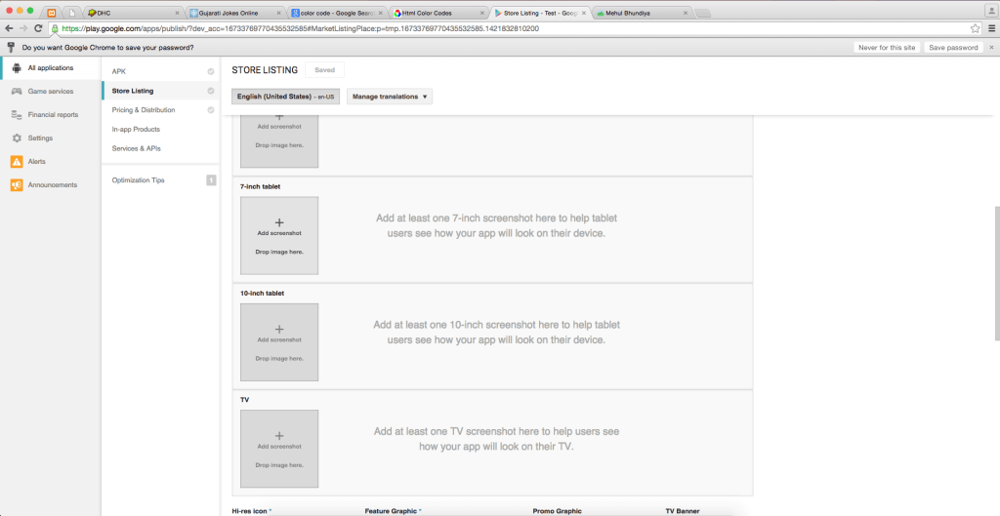 DHC
Gujarati Jokes Online
color code - Google Searc
Html Color Codes
Store Listing - Test - Goog
Mehul Bhundiya
https://play.google.com/apps/publish/?dev_acc=16733769770435532585#MarketListingPlace:p=tmp.16733769770435532585.1421832810200
Do you want Google Chrome to save your password?
Never for this site
Save password
All applications
Game services
Financial reports
Settings
Alerts
Announcements
APK
Store Listing
Pricing & Distribution
In-app Products
Services & APIs
Optimization Tips
1
STORE LISTING
Saved
English (United States) – en-US
Manage translations
Add screenshot
Drop image here.
7-inch tablet
Add screenshot
Drop image here.
Add at least one 7-inch screenshot here to help tablet
users see how your app will look on their device.
10-inch tablet
Add screenshot
Drop image here.
Add at least one 10-inch screenshot here to help tablet
users see how your app will look on their device.
TV
Add screenshot
Drop image here.
Add at least one TV screenshot here to help users see
how your app will look on their TV.
Hi-res icon *
Feature Graphic *
Promo Graphic
TV Banner